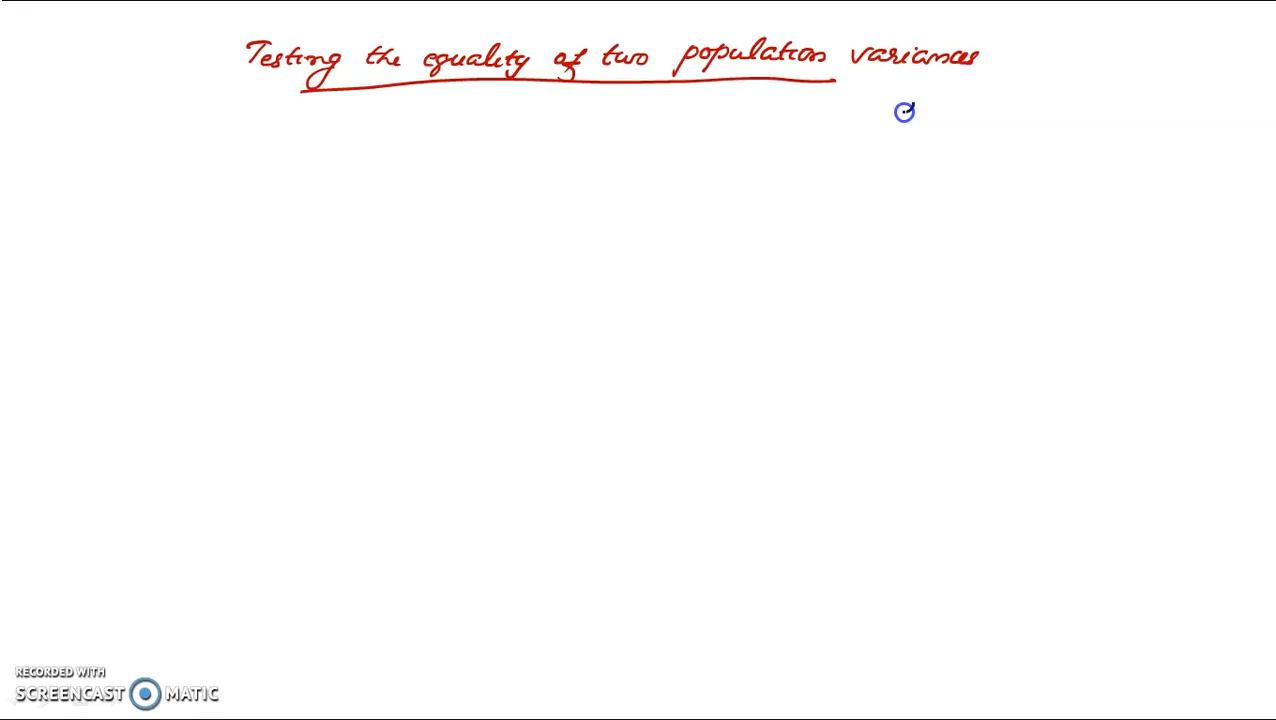 Testing the equality of two population variances
RECORDED WITH
SCREENCAST MATIC